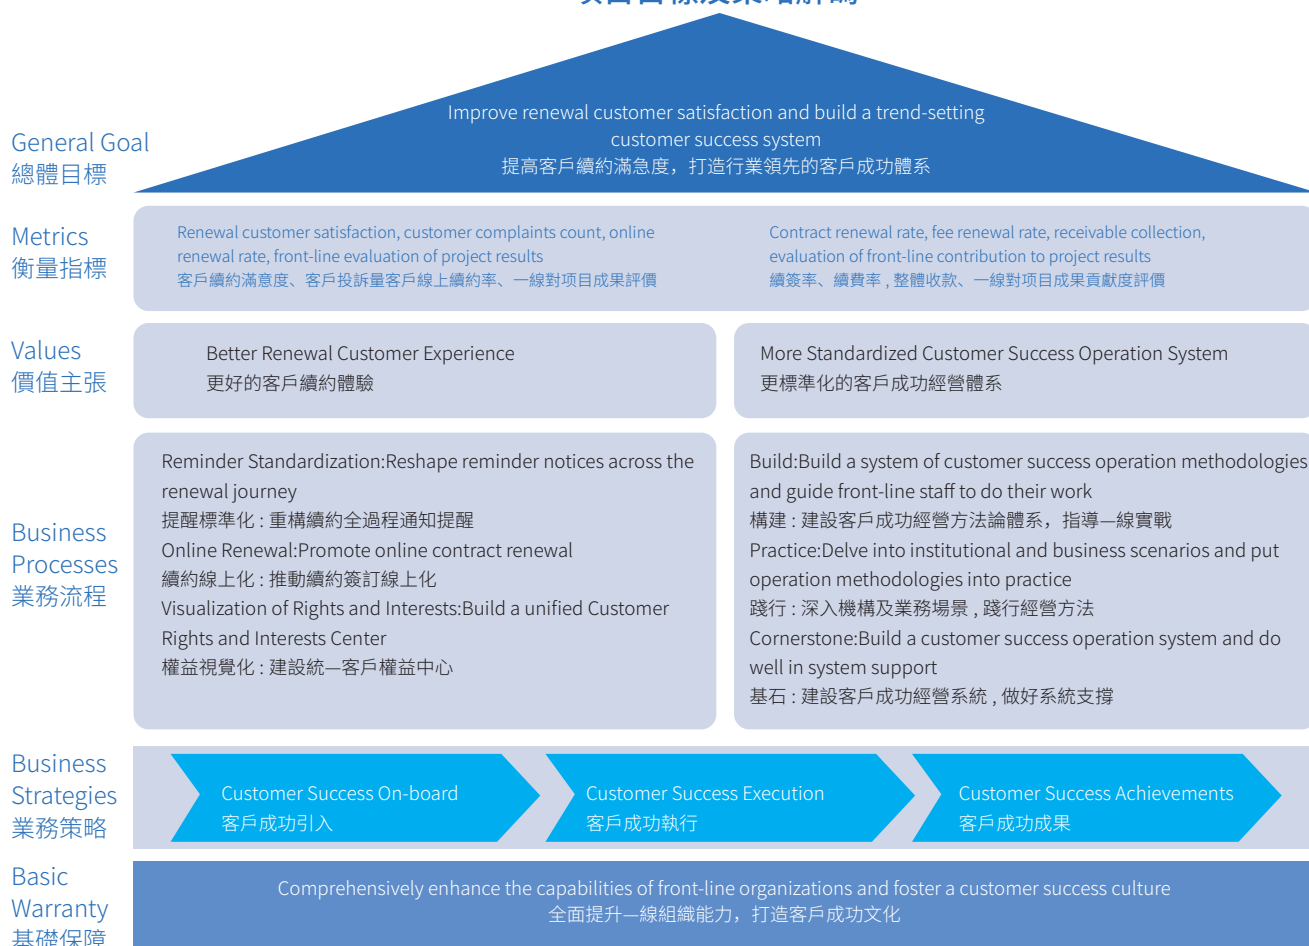 General Goal
總體目標
Improve renewal customer satisfaction and build a trend-setting
customer success system
提高客戶續約滿急度，打造行業領先的客戶成功體系
Metrics
衡量指標
Renewal customer satisfaction, customer complaints count, online
renewal rate, front-line evaluation of project results
客戶續約滿意度、客戶投訴量客戶線上續約率、一線對项目成果評價
Contract renewal rate, fee renewal rate, receivable collection,
evaluation of front-line contribution to project results
續簽率、續費率 , 整體收款、一線對项目成果貢獻度評價
Values
價值主張
Better Renewal Customer Experience
更好的客戶續約體驗
More Standardized Customer Success Operation System
更標準化的客戶成功經營體系
Business
Processes
業務流程
Reminder Standardization:Reshape reminder notices across the
renewal journey
提醒標準化 : 重構續約全過程通知提醒
Online Renewal:Promote online contract renewal
續約線上化 : 推動續約簽訂線上化
Visualization of Rights and Interests:Build a unified Customer
Rights and Interests Center
權益視覺化 : 建設統—客戶權益中心
Build:Build a system of customer success operation methodologies
and guide front-line staff to do their work
構建 : 建設客戶成功經營方法論體系，指導—線實戰
Practice:Delve into institutional and business scenarios and put
operation methodologies into practice
踐行 : 深入機構及業務場景 , 踐行經營方法
Cornerstone:Build a customer success operation system and do
well in system support
基石 : 建設客戶成功經營系統 , 做好系統支撐
Business
Strategies
業務策略
Customer Success On-board
客戶成功引入
Customer Success Execution
客戶成功執行
Customer Success Achievements
客戶成功成果
Basic
Warranty
基礎保障
Comprehensively enhance the capabilities of front-line organizations and foster a customer success culture
全面提升—線組織能力，打造客戶成功文化